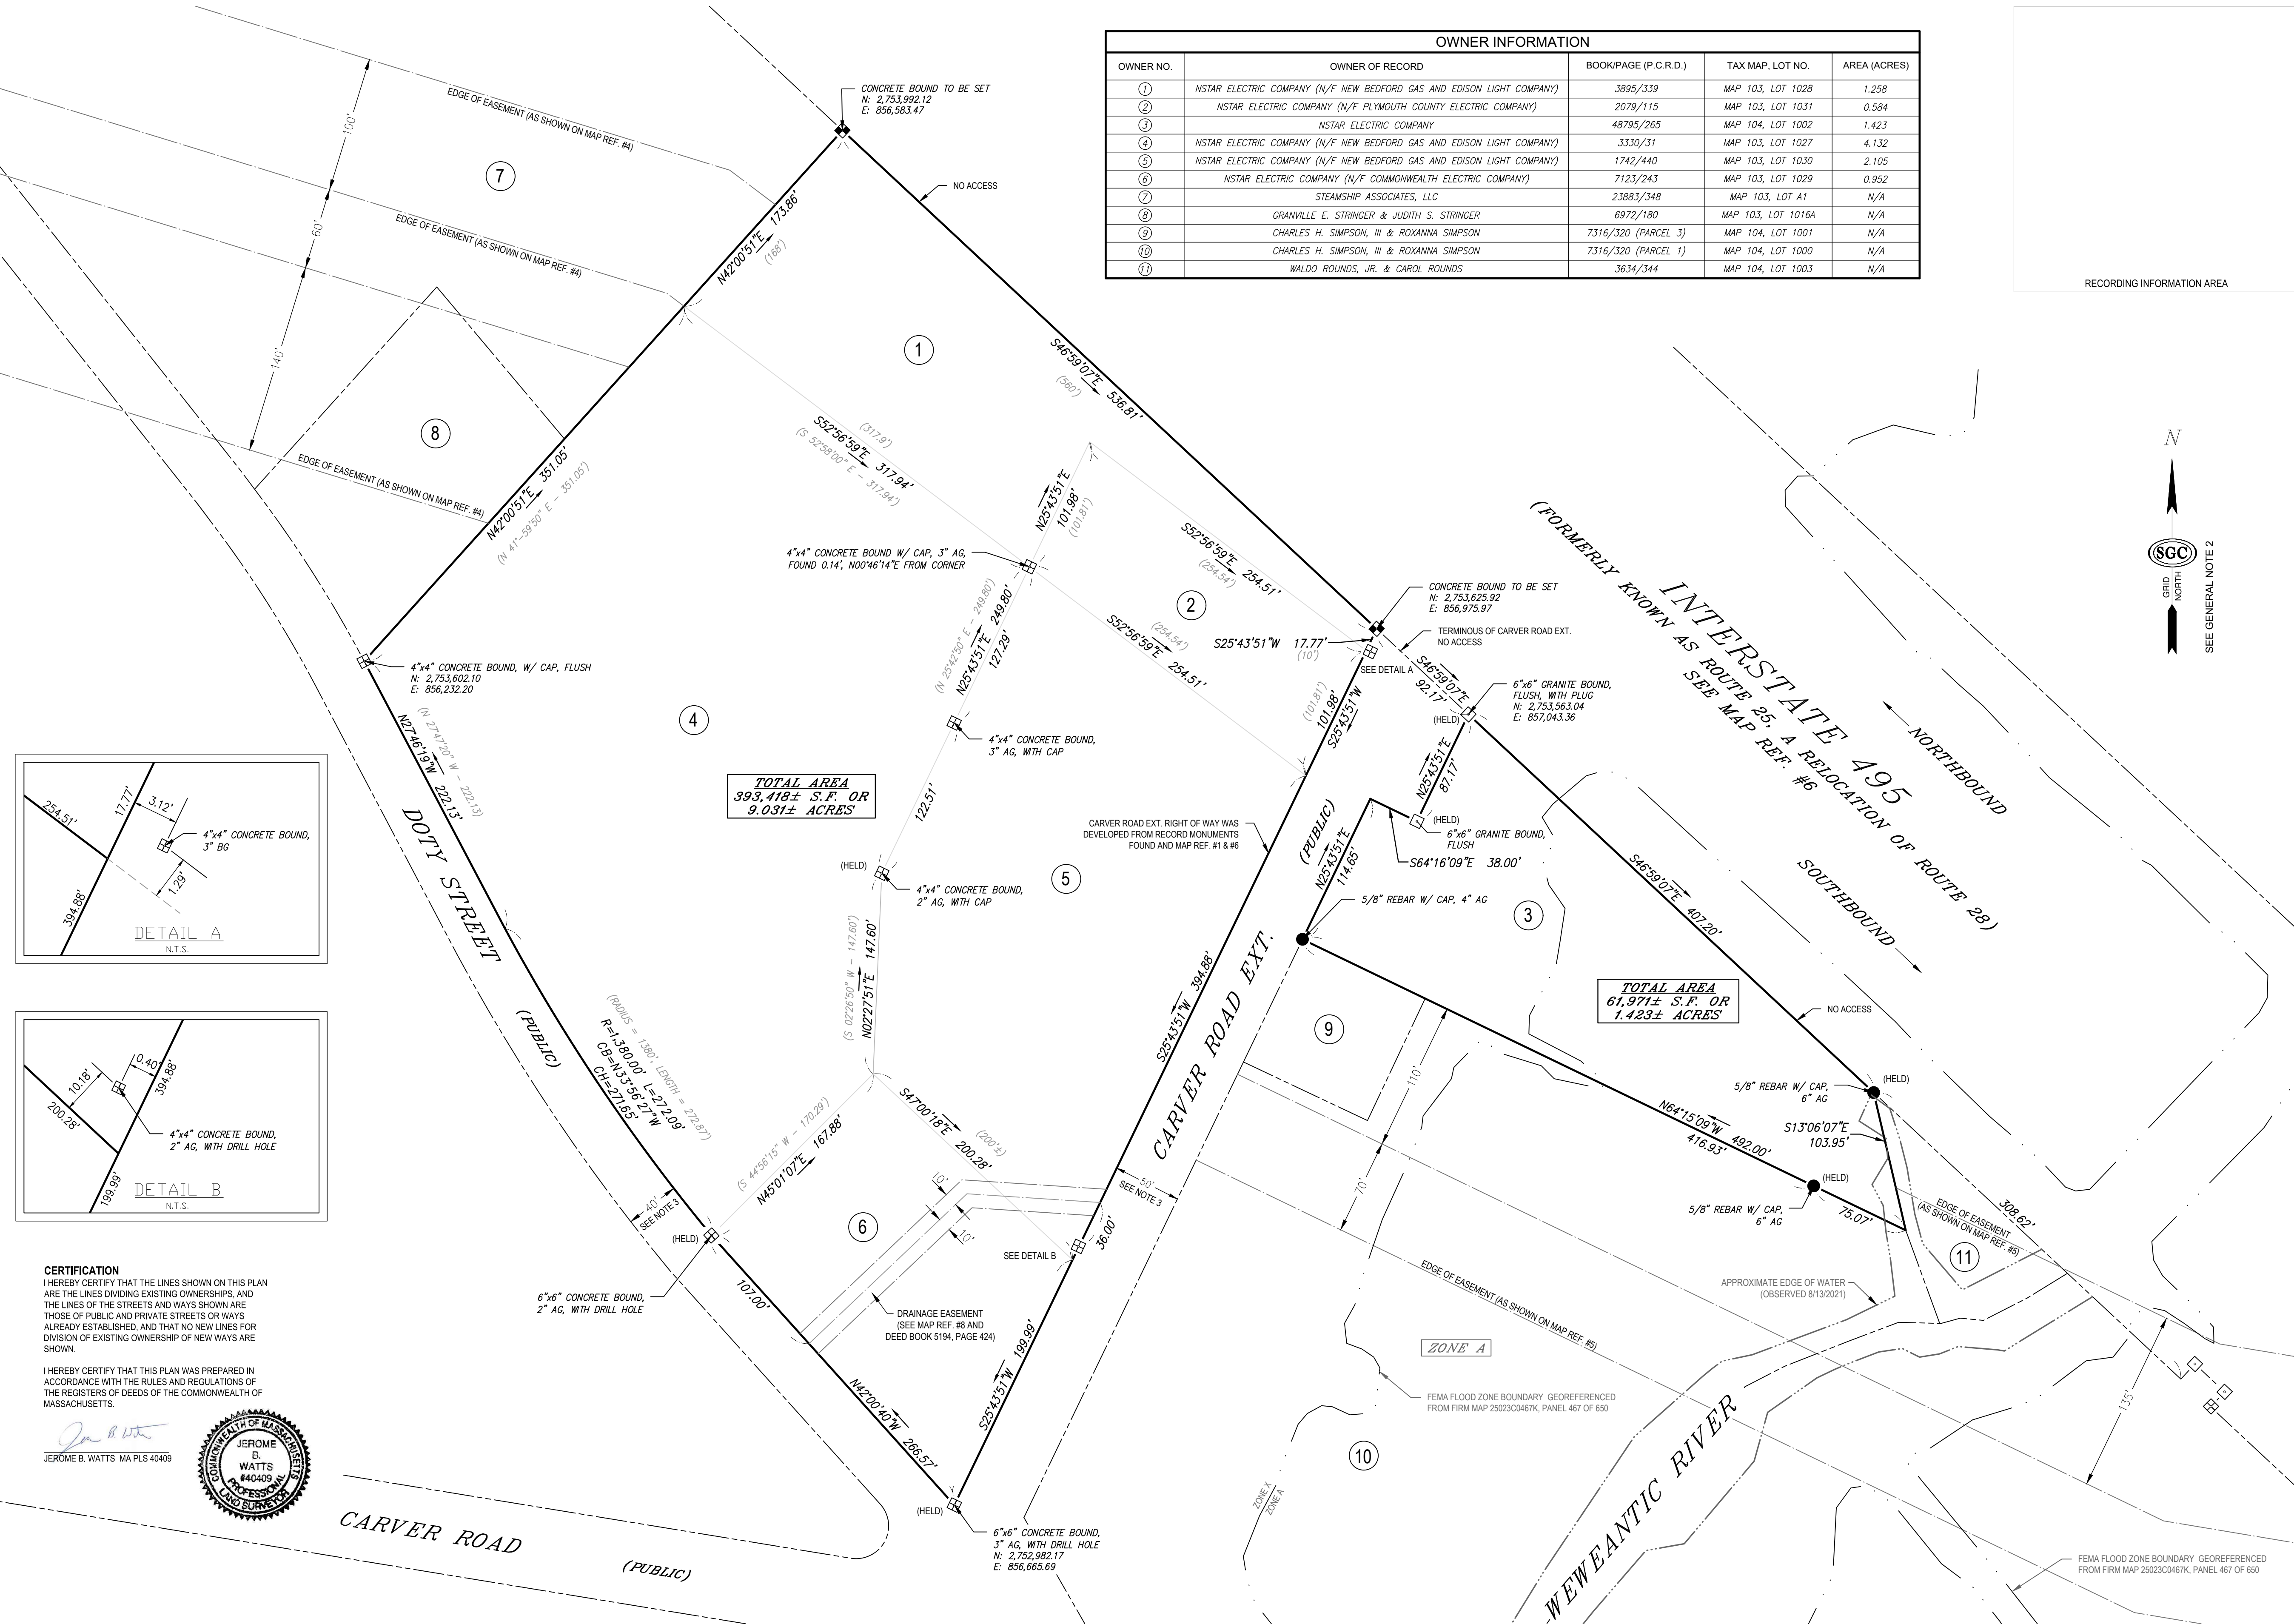 OWNER INFORMATION
OWNER NO. OWNER OF RECORD BOOK/PAGE (P.C.R.D.) TAX MAP, LOT NO. AREA (ACRES)
1 NSTAR ELECTRIC COMPANY (N/F NEW BEDFORD GAS AND EDISON LIGHT COMPANY) 3895/339 MAP 103, LOT 1028 1.258
2 NSTAR ELECTRIC COMPANY (N/F PLYMOUTH COUNTY ELECTRIC COMPANY) 2079/115 MAP 103, LOT 1031 0.584
3 NSTAR ELECTRIC COMPANY 48795/265 MAP 104, LOT 1002 1.423
4 NSTAR ELECTRIC COMPANY (N/F NEW BEDFORD GAS AND EDISON LIGHT COMPANY) 3330/31 MAP 103, LOT 1027 4.132
5 NSTAR ELECTRIC COMPANY (N/F NEW BEDFORD GAS AND EDISON LIGHT COMPANY) 1742/440 MAP 103, LOT 1030 2.105
6 NSTAR ELECTRIC COMPANY (N/F COMMONWEALTH ELECTRIC COMPANY) 7123/243 MAP 103, LOT 1029 0.952
7 STEAMSHIP ASSOCIATES, LLC 23883/348 MAP 103, LOT A1 N/A
8 GRANVILLE E. STRINGER & JUDITH S. STRINGER 6972/180 MAP 103, LOT 1016A N/A
9 CHARLES H. SIMPSON, III & ROXANNA SIMPSON 7316/320 (PARCEL 3) MAP 104, LOT 1001 N/A
10 CHARLES H. SIMPSON, III & ROXANNA SIMPSON 7316/320 (PARCEL 1) MAP 104, LOT 1000 N/A
11 WALDO ROUNDS, JR. & CAROL ROUNDS 3634/344 MAP 104, LOT 1003 N/A
RECORDING INFORMATION AREA
CONCRETE BOUND TO BE SET
N: 2,753,992.12
E: 856,583.47
NO ACCESS
EDGE OF EASEMENT (AS SHOWN ON MAP REF. #4)
100'
7
60'
EDGE OF EASEMENT (AS SHOWN ON MAP REF. #4)
140'
8
EDGE OF EASEMENT (AS SHOWN ON MAP REF. #4)
N42°00'51"E 173.86'
(168')
N42°00'51"E 351.05'
(N 41°-59'50" E - 351.05')
1
S46°59'07"E 536.81'
(560')
(317.9')
S52°56'59"E 317.94'
(S 52°58'00" E - 317.94')
N25°43'51"E
101.98'
(101.81')
4"x4" CONCRETE BOUND W/ CAP, 3" AG,
FOUND 0.14', N00°46'14"E FROM CORNER
S52°56'59"E 254.51'
(254.54')
2
(254.54')
S52°56'59"E 254.51'
S25°43'51"W 17.77'
(10')
CONCRETE BOUND TO BE SET
N: 2,753,625.92
E: 856,975.97
TERMINOUS OF CARVER ROAD EXT.
NO ACCESS
SEE DETAIL A
S46°59'07"E
92.17'
6"x6" GRANITE BOUND,
FLUSH, WITH PLUG
N: 2,753,563.04
E: 857,043.36
(HELD)
(101.81')
101.98'
S25°43'51"W
N25°43'51"E
87.17'
(HELD)
6"x6" GRANITE BOUND,
FLUSH
S64°16'09"E 38.00'
(PUBLIC)
N25°43'51"E
114.65'
5/8" REBAR W/ CAP, 4" AG
3
(FORMERLY KNOWN AS ROUTE 25, A RELOCATION OF ROUTE 28)
INTERSTATE 495
SEE MAP REF. #6
NORTHBOUND
SOUTHBOUND
N
SGC
GRID
NORTH
SEE GENERAL NOTE 2
4"x4" CONCRETE BOUND, W/ CAP, FLUSH
N: 2,753,602.10
E: 856,232.20
4
(N 25°42'50" E - 249.80')
N25°43'51"E 249.80'
127.29'
4"x4" CONCRETE BOUND,
3" AG, WITH CAP
TOTAL AREA
393,418± S.F. OR
9.031± ACRES
122.51'
(HELD)
4"x4" CONCRETE BOUND,
2" AG, WITH CAP
CARVER ROAD EXT. RIGHT OF WAY WAS
DEVELOPED FROM RECORD MONUMENTS
FOUND AND MAP REF. #1 & #6
5
(N 27°47'20" W - 222.13)
N27°46'19"W 222.13'
DOTY STREET
(PUBLIC)
(RADIUS = 1380', LENGTH = 272.87')
R=1,380.00' L=272.09'
CB=N33°56'27"W
CH=271.65'
(S 02°26'50" W - 147.60')
N02°27'51"E 147.60'
S25°43'51"W 394.88'
CARVER ROAD EXT.
S46°59'07"E 407.20'
TOTAL AREA
61,971± S.F. OR
1.423± ACRES
NO ACCESS
9
110'
70'
N64°15'09"W 492.00'
416.93'
5/8" REBAR W/ CAP,
6" AG
(HELD)
S13°06'07"E
103.95'
(HELD)
5/8" REBAR W/ CAP,
6" AG
75.07'
308.62'
EDGE OF EASEMENT
(AS SHOWN ON MAP REF. #5)
11
254.51'
17.77'
3.12'
4"x4" CONCRETE BOUND,
3" BG
1.29'
394.88'
DETAIL A
N.T.S.
10.18'
0.40'
394.88'
200.28'
4"x4" CONCRETE BOUND,
2" AG, WITH DRILL HOLE
199.99'
DETAIL B
N.T.S.
(S 44°56'15" W - 170.29')
N45°01'07"E 167.88'
S47°00'18"E 200.28'
(200'±)
40'
SEE NOTE 3
(HELD)
6"x6" CONCRETE BOUND,
2" AG, WITH DRILL HOLE
6
10'
10'
SEE DETAIL B
36.00'
50'
SEE NOTE 3
DRAINAGE EASEMENT
(SEE MAP REF. #8 AND
DEED BOOK 5194, PAGE 424)
107.00'
N42°00'40"W 266.57'
S25°43'51"W 199.99'
(HELD)
6"x6" CONCRETE BOUND,
3" AG, WITH DRILL HOLE
N: 2,752,982.17
E: 856,665.69
EDGE OF EASEMENT (AS SHOWN ON MAP REF. #5)
APPROXIMATE EDGE OF WATER
(OBSERVED 8/13/2021)
ZONE A
FEMA FLOOD ZONE BOUNDARY GEOREFERENCED
FROM FIRM MAP 25023C0467K, PANEL 467 OF 650
10
ZONE X
ZONE A
WEWEANTIC RIVER
135'
FEMA FLOOD ZONE BOUNDARY GEOREFERENCED
FROM FIRM MAP 25023C0467K, PANEL 467 OF 650
CERTIFICATION
I HEREBY CERTIFY THAT THE LINES SHOWN ON THIS PLAN
ARE THE LINES DIVIDING EXISTING OWNERSHIPS, AND
THE LINES OF THE STREETS AND WAYS SHOWN ARE
THOSE OF PUBLIC AND PRIVATE STREETS OR WAYS
ALREADY ESTABLISHED, AND THAT NO NEW LINES FOR
DIVISION OF EXISTING OWNERSHIP OF NEW WAYS ARE
SHOWN.
I HEREBY CERTIFY THAT THIS PLAN WAS PREPARED IN
ACCORDANCE WITH THE RULES AND REGULATIONS OF
THE REGISTERS OF DEEDS OF THE COMMONWEALTH OF
MASSACHUSETTS.
JEROME B. WATTS MA PLS 40409
COMMONWEALTH OF MASSACHUSETTS
JEROME
B.
WATTS
#40409
PROFESSIONAL
LAND SURVEYOR
CARVER ROAD
(PUBLIC)